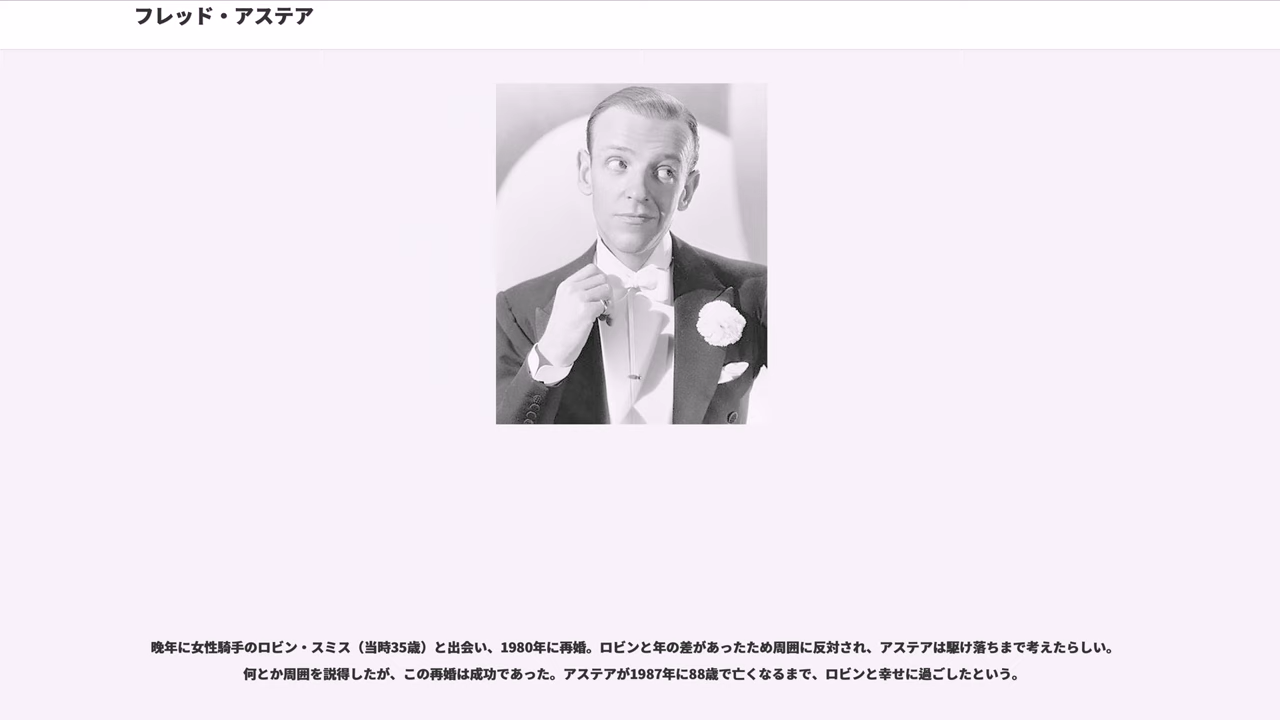 フレッド・アステア
晩年に女性騎手のロビン・スミス（当時35歳）と出会い、1980年に再婚。ロビンと年の差があったため周囲に反対され、アステアは駆け落ちまで考えたらしい。
何とか周囲を説得したが、この再婚は成功であった。アステアが1987年に88歳で亡くなるまで、ロビンと幸せに過ごしたという。